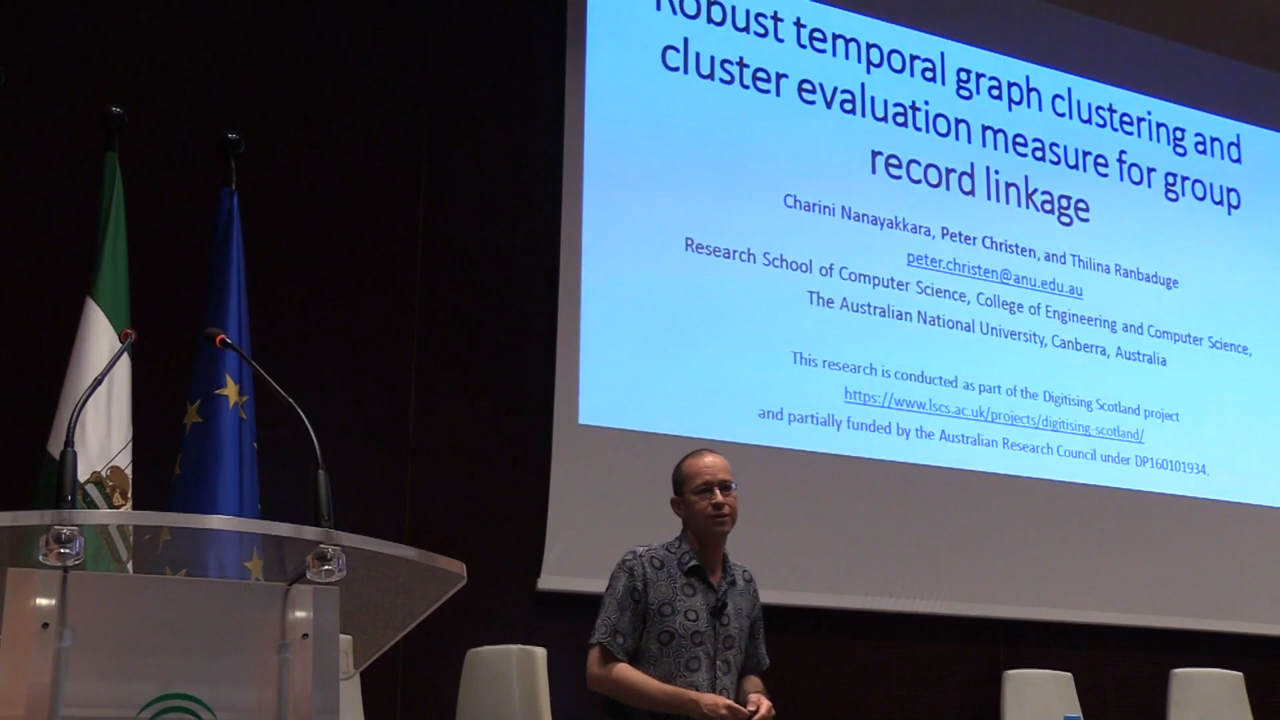 Robust temporal graph clustering and
cluster evaluation measure for group
record linkage
Charini Nanayakkara, Peter Christen, and Thilina Ranbaduge
peter.christen@anu.edu.au
Research School of Computer Science, College of Engineering and Computer Science,
The Australian National University, Canberra, Australia
This research is conducted as part of the Digitising Scotland project
https://www.lscs.ac.uk/projects/digitising-scotland/
and partially funded by the Australian Research Council under DP160101934.